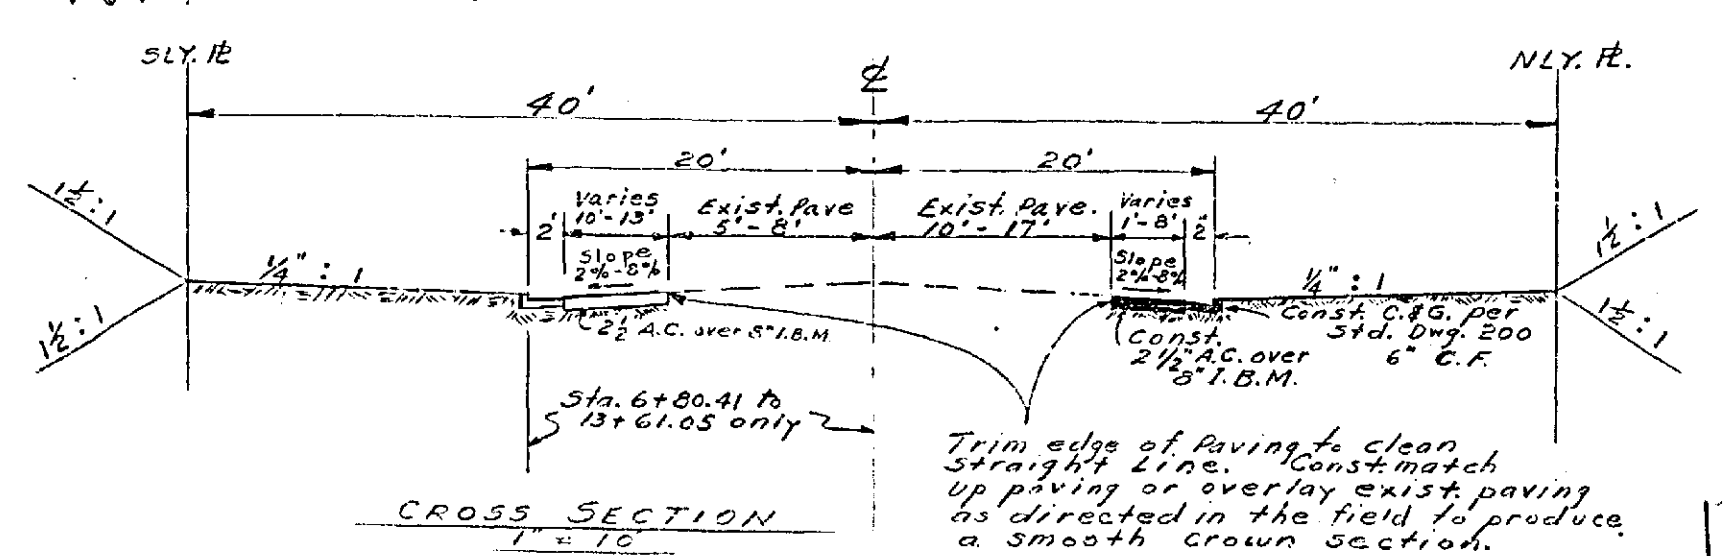 SLY. PL
CL
NLY. PL.
40'
40'
20'
20'
1 1/2 : 1
Varies
10'-13'
2'
Exist. Pave
5'-8'
Exist. Pave.
10'-17'
Varies
1'-8'
2'
1 1/2 : 1
Slope
2%-8%
Slope
2%-8%
1/4" : 1
1/4" : 1
1 1/2 : 1
1 1/2 : 1
2 1/2 A.C. over 8" I.B.M.
Const.
2 1/2" A.C. over
8" I.B.M.
Const. C.&G. per
Std. Dwg. 200
6" C.F.
Sta. 6+80.41 to
13+61.05 only
Trim edge of Paving to clean
straight Line. Const. match
up paving or overlay exist. paving
as directed in the field to produce
a smooth crown section.
CROSS SECTION
1" = 10'